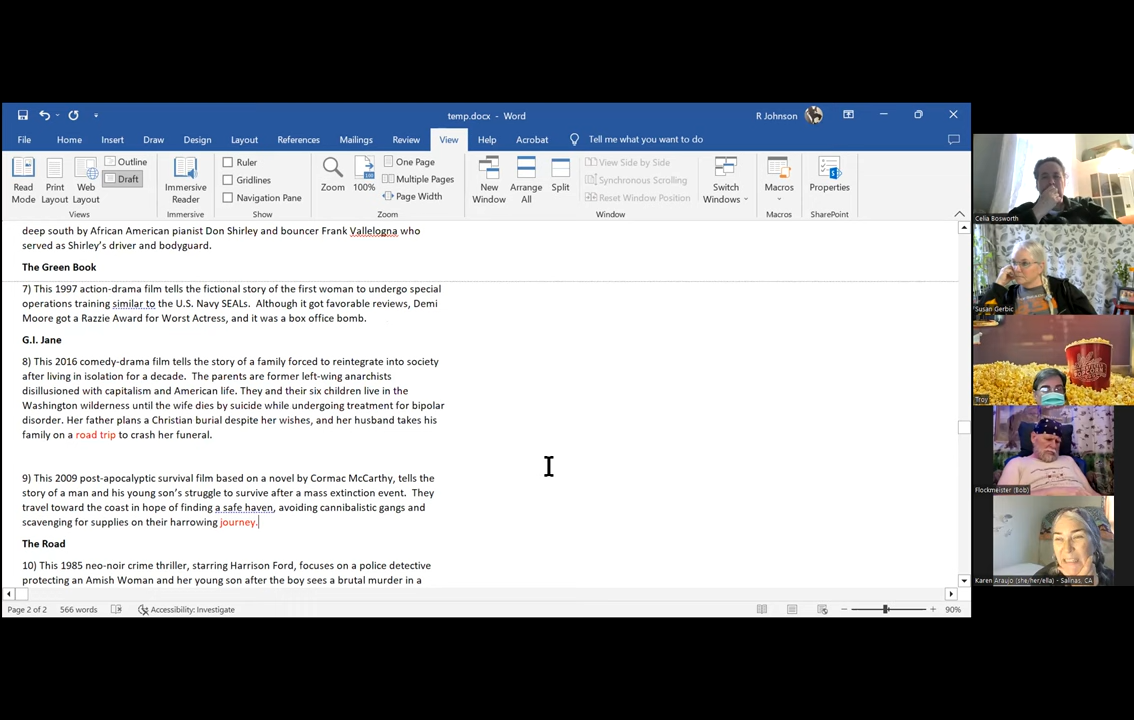 temp.docx - Word
R Johnson
File Home Insert Draw Design Layout References Mailings Review View Help Acrobat Tell me what you want to do
Read Mode
Print Layout
Web Layout
Outline
Draft
Views
Immersive Reader
Immersive
Ruler
Gridlines
Navigation Pane
Show
Zoom
100%
One Page
Multiple Pages
Page Width
Zoom
New Window
Arrange All
Split
View Side by Side
Synchronous Scrolling
Reset Window Position
Window
Switch Windows
Macros
Macros
Properties
SharePoint
deep south by African American pianist Don Shirley and bouncer Frank Vallelogna who
served as Shirley's driver and bodyguard.
The Green Book
7) This 1997 action-drama film tells the fictional story of the first woman to undergo special
operations training similar to the U.S. Navy SEALs. Although it got favorable reviews, Demi
Moore got a Razzie Award for Worst Actress, and it was a box office bomb.
G.I. Jane
8) This 2016 comedy-drama film tells the story of a family forced to reintegrate into society
after living in isolation for a decade. The parents are former left-wing anarchists
disillusioned with capitalism and American life. They and their six children live in the
Washington wilderness until the wife dies by suicide while undergoing treatment for bipolar
disorder. Her father plans a Christian burial despite her wishes, and her husband takes his
family on a road trip to crash her funeral.
9) This 2009 post-apocalyptic survival film based on a novel by Cormac McCarthy, tells the
story of a man and his young son's struggle to survive after a mass extinction event. They
travel toward the coast in hope of finding a safe haven, avoiding cannibalistic gangs and
scavenging for supplies on their harrowing journey.
The Road
10) This 1985 neo-noir crime thriller, starring Harrison Ford, focuses on a police detective
protecting an Amish Woman and her young son after the boy sees a brutal murder in a
Page 2 of 2 566 words Accessibility: Investigate 90%
Celia Bosworth
Susan Gerbic
Troy
Flockmeister (Bob)
Karen Araujo (she/her/ella) - Salinas, CA